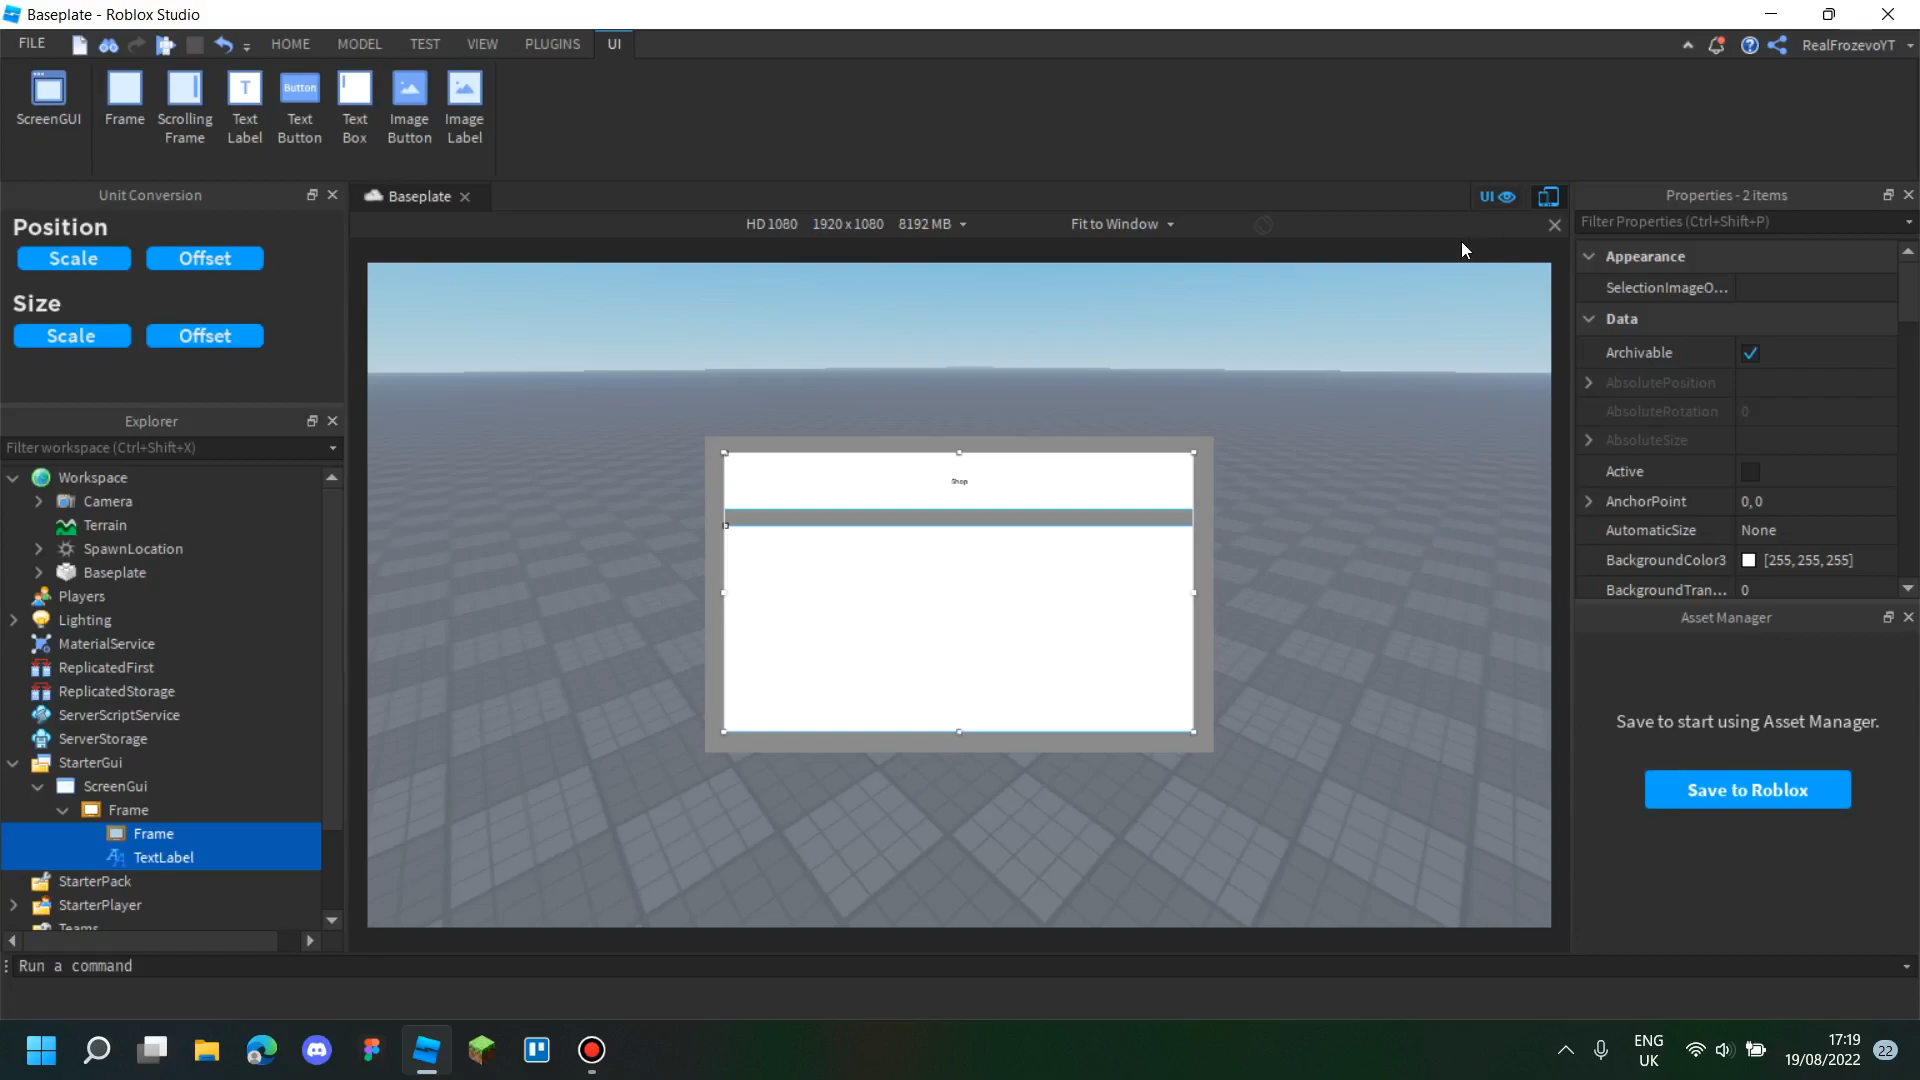 Baseplate - Roblox Studio
FILE
HOME
MODEL
TEST
VIEW
PLUGINS
UI
RealFrozevoYT
ScreenGUI
Frame
Scrolling
Frame
T
Text
Label
Button
Text
Button
Text
Box
Image
Button
Image
Label
Unit Conversion
Position
Scale
Offset
Size
Scale
Offset
Explorer
Filter workspace (Ctrl+Shift+X)
Workspace
Camera
Terrain
SpawnLocation
Baseplate
Players
Lighting
MaterialService
ReplicatedFirst
ReplicatedStorage
ServerScriptService
ServerStorage
StarterGui
ScreenGui
Frame
Frame
TextLabel
StarterPack
StarterPlayer
Teams
Baseplate
UI
HD 1080 1920 x 1080 8192 MB
Fit to Window
Shop
Properties - 2 items
Filter Properties (Ctrl+Shift+P)
Appearance
SelectionImageO...
Data
Archivable
AbsolutePosition
AbsoluteRotation 0
AbsoluteSize
Active
AnchorPoint 0, 0
AutomaticSize None
BackgroundColor3 [255, 255, 255]
BackgroundTran... 0
Asset Manager
Save to start using Asset Manager.
Save to Roblox
Run a command
ENG
UK
17:19
19/08/2022
22